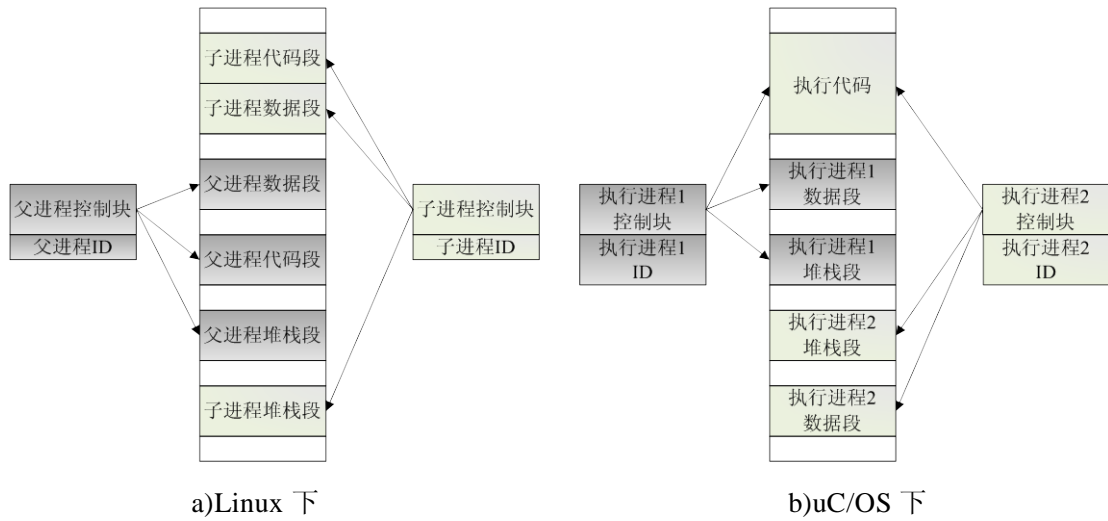 子进程代码段
子进程数据段
父进程数据段
父进程控制块
父进程ID
父进程代码段
父进程堆栈段
子进程堆栈段
子进程控制块
子进程ID
a)Linux 下
执行代码
执行进程1
控制块
执行进程1
ID
执行进程1
数据段
执行进程1
堆栈段
执行进程2
堆栈段
执行进程2
数据段
执行进程2
控制块
执行进程2
ID
b)uC/OS 下